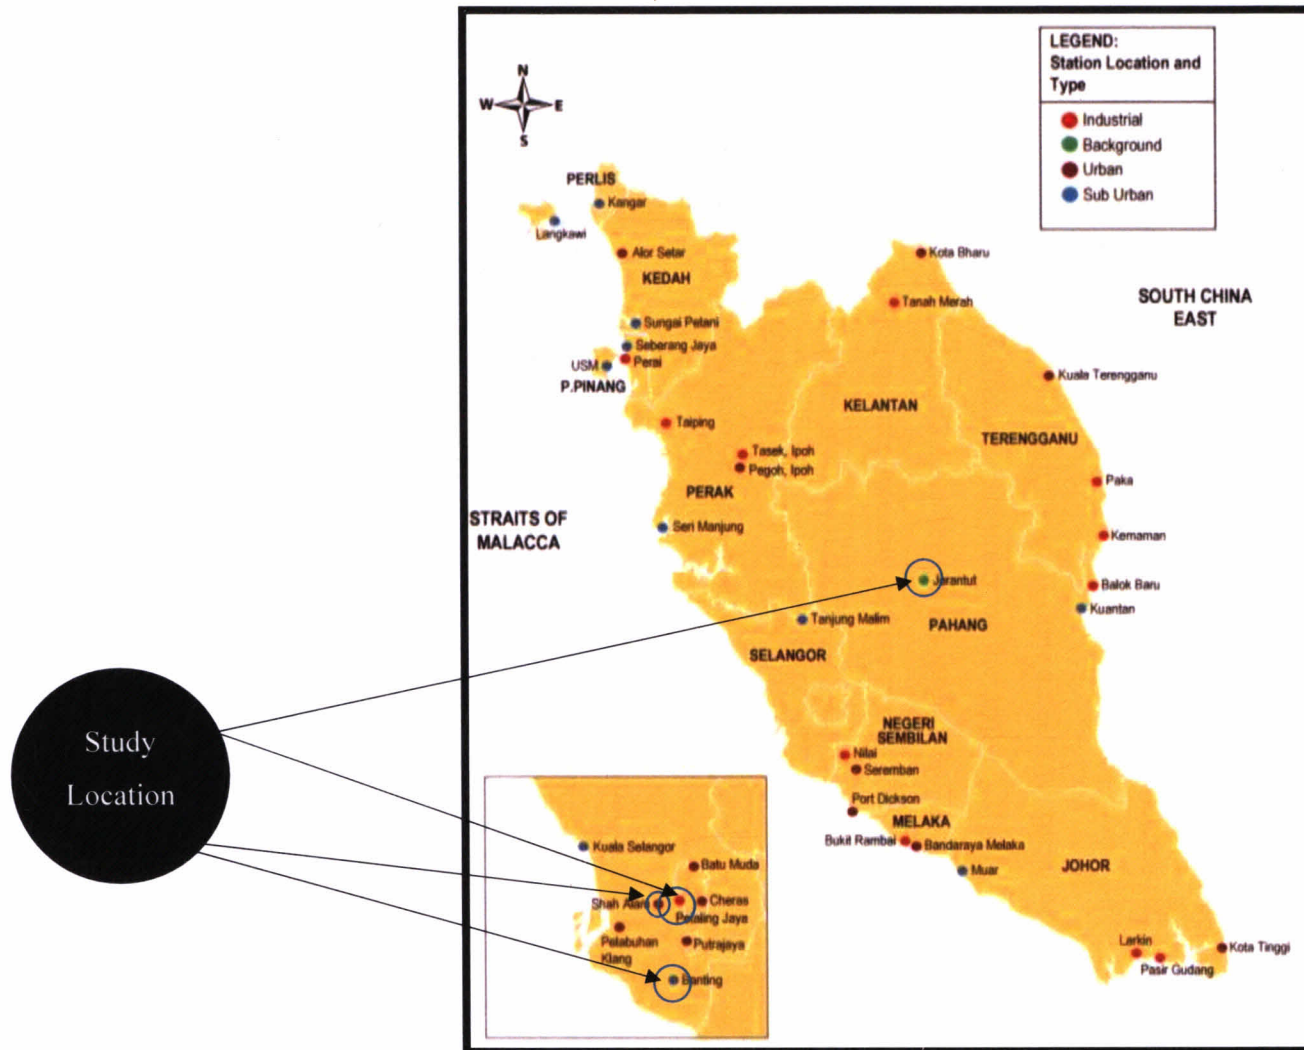 LEGEND:
Station Location and
Type
Industrial
Background
Urban
Sub Urban
N
W
E
S
PERLIS
Kangar
Langkawi
Alor Setar
KEDAH
Kota Bharu
Tanah Merah
SOUTH CHINA
EAST
Sungai Petani
Seberang Jaya
Perai
USM
P.PINANG
Kuala Terengganu
KELANTAN
Taiping
TERENGGANU
Tasek, Ipoh
Pegoh, Ipoh
PERAK
Paka
STRAITS OF
MALACCA
Seri Manjung
Kemaman
Jerantut
Balok Baru
Kuantan
Tanjung Malim
PAHANG
SELANGOR
Study
Location
NEGERI
SEMBILAN
Nilai
Seremban
Port Dickson
MELAKA
Bukit Rambai
Bandaraya Melaka
Muar
JOHOR
Kuala Selangor
Batu Muda
Shah Alam
Cheras
Petaling Jaya
Pelabuhan
Klang
Putrajaya
Banting
Larkin
Pasir Gudang
Kota Tinggi